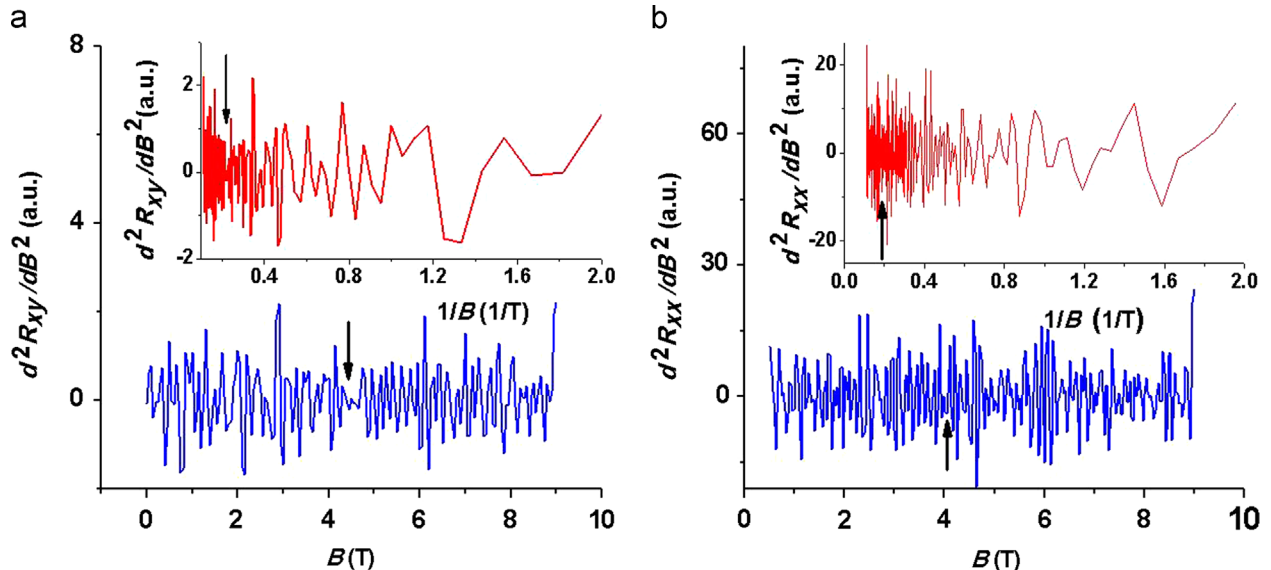 a
d²Rxy/dB² (a.u.)
8
4
0
d²Rxy/dB² (a.u.)
2
0
-2
0.4 0.8 1.2 1.6 2.0
1/B (1/T)
0 2 4 6 8 10
B (T)
b
d²Rxx/dB² (a.u.)
60
30
0
d²Rxx/dB² (a.u.)
20
0
-20
0.0 0.4 0.8 1.2 1.6 2.0
1/B (1/T)
0 2 4 6 8 10
B (T)